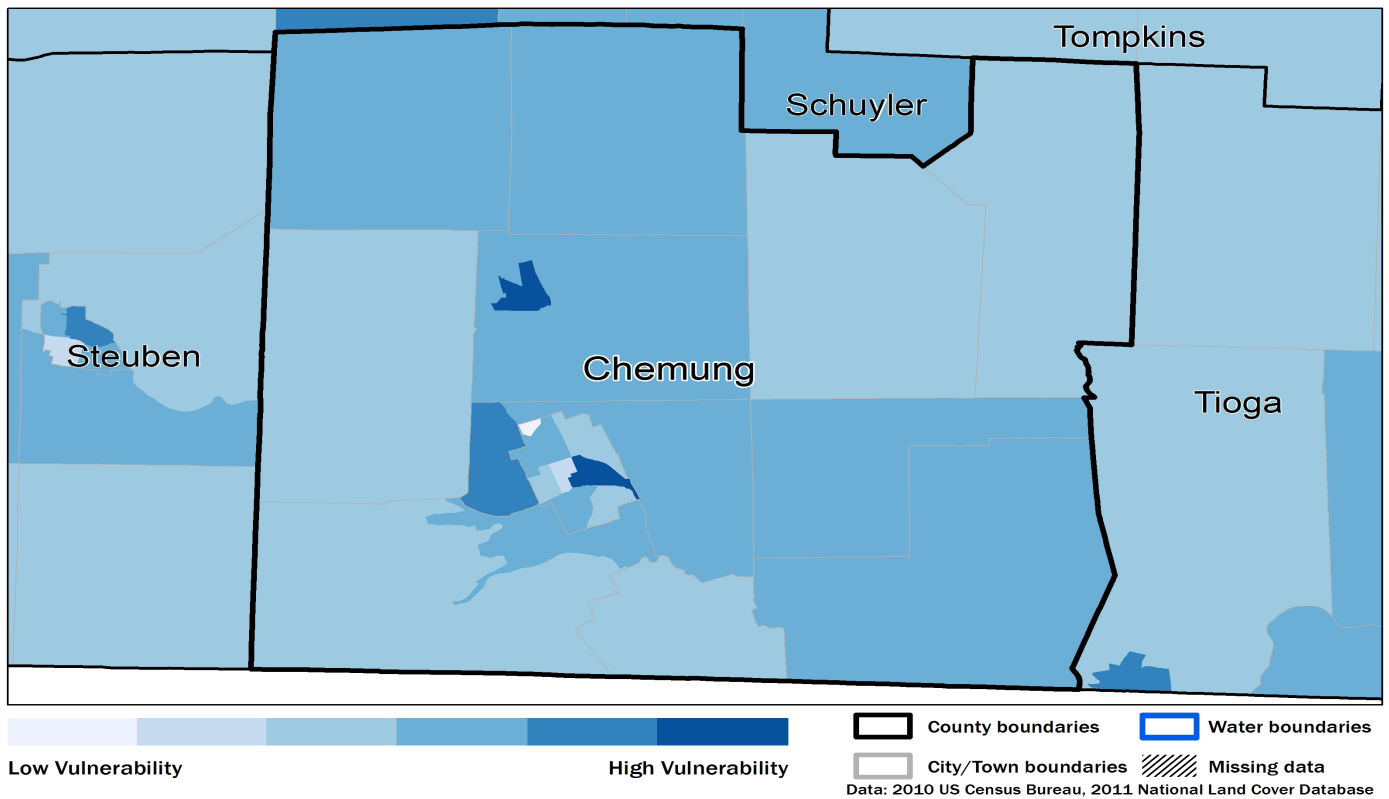 Tompkins
Schuyler
Steuben
Chemung
Tioga
Low Vulnerability
High Vulnerability
County boundaries
Water boundaries
City/Town boundaries
Missing data
Data: 2010 US Census Bureau, 2011 National Land Cover Database